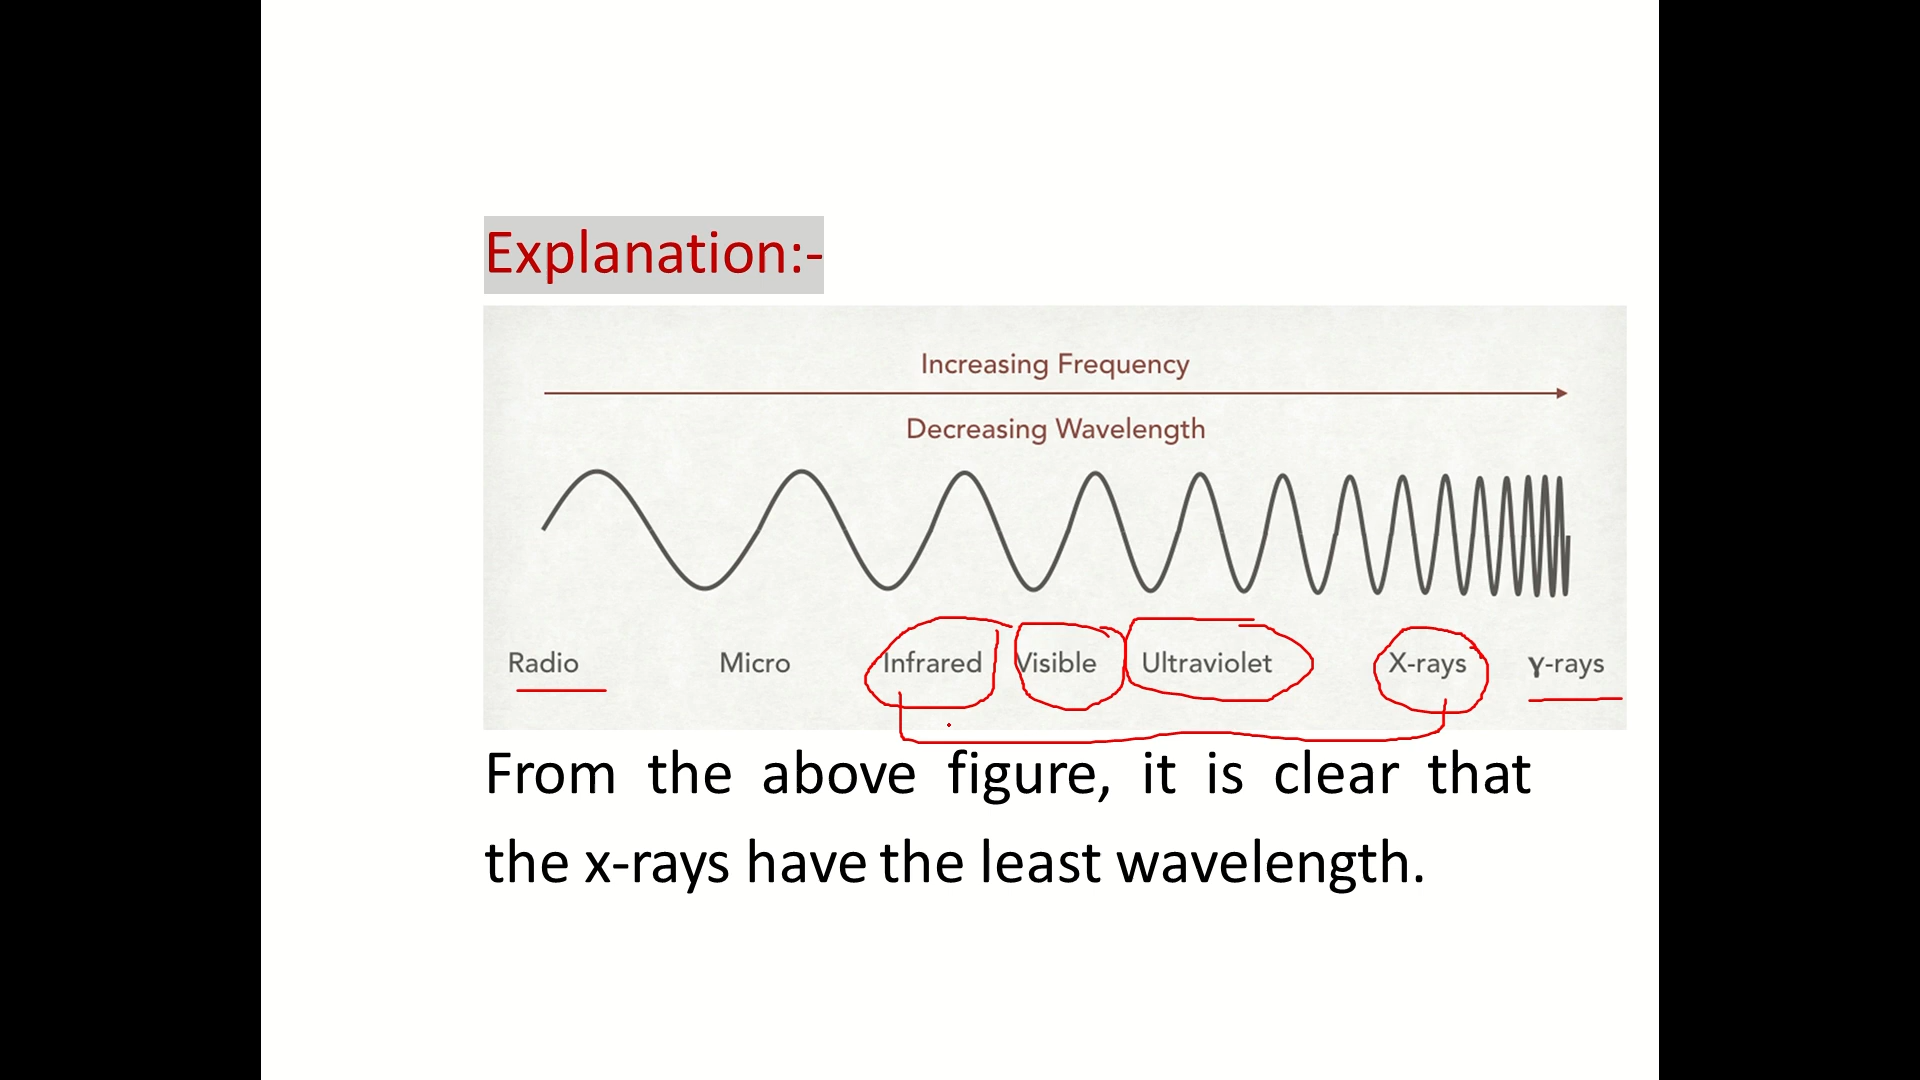 Explanation:-
Increasing Frequency
Decreasing Wavelength
Radio Micro Infrared Visible Ultraviolet X-rays γ-rays
From the above figure, it is clear that
the x-rays have the least wavelength.